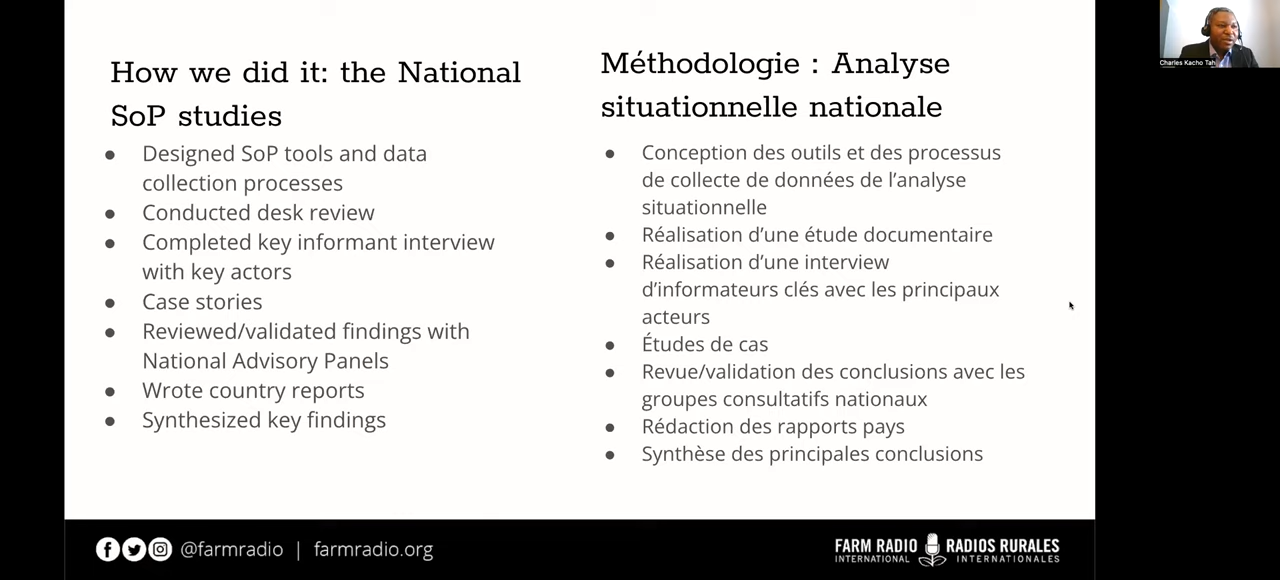 How we did it: the National
SoP studies
Designed SoP tools and data
collection processes
Conducted desk review
Completed key informant interview
with key actors
Case stories
Reviewed/validated findings with
National Advisory Panels
Wrote country reports
Synthesized key findings
Méthodologie : Analyse
situationnelle nationale
Conception des outils et des processus
de collecte de données de l’analyse
situationnelle
Réalisation d’une étude documentaire
Réalisation d’une interview
d’informateurs clés avec les principaux
acteurs
Études de cas
Revue/validation des conclusions avec les
groupes consultatifs nationaux
Rédaction des rapports pays
Synthèse des principales conclusions
Charles Kacho Tah
@farmradio | farmradio.org
FARM RADIO RADIOS RURALES
INTERNATIONAL INTERNATIONALES